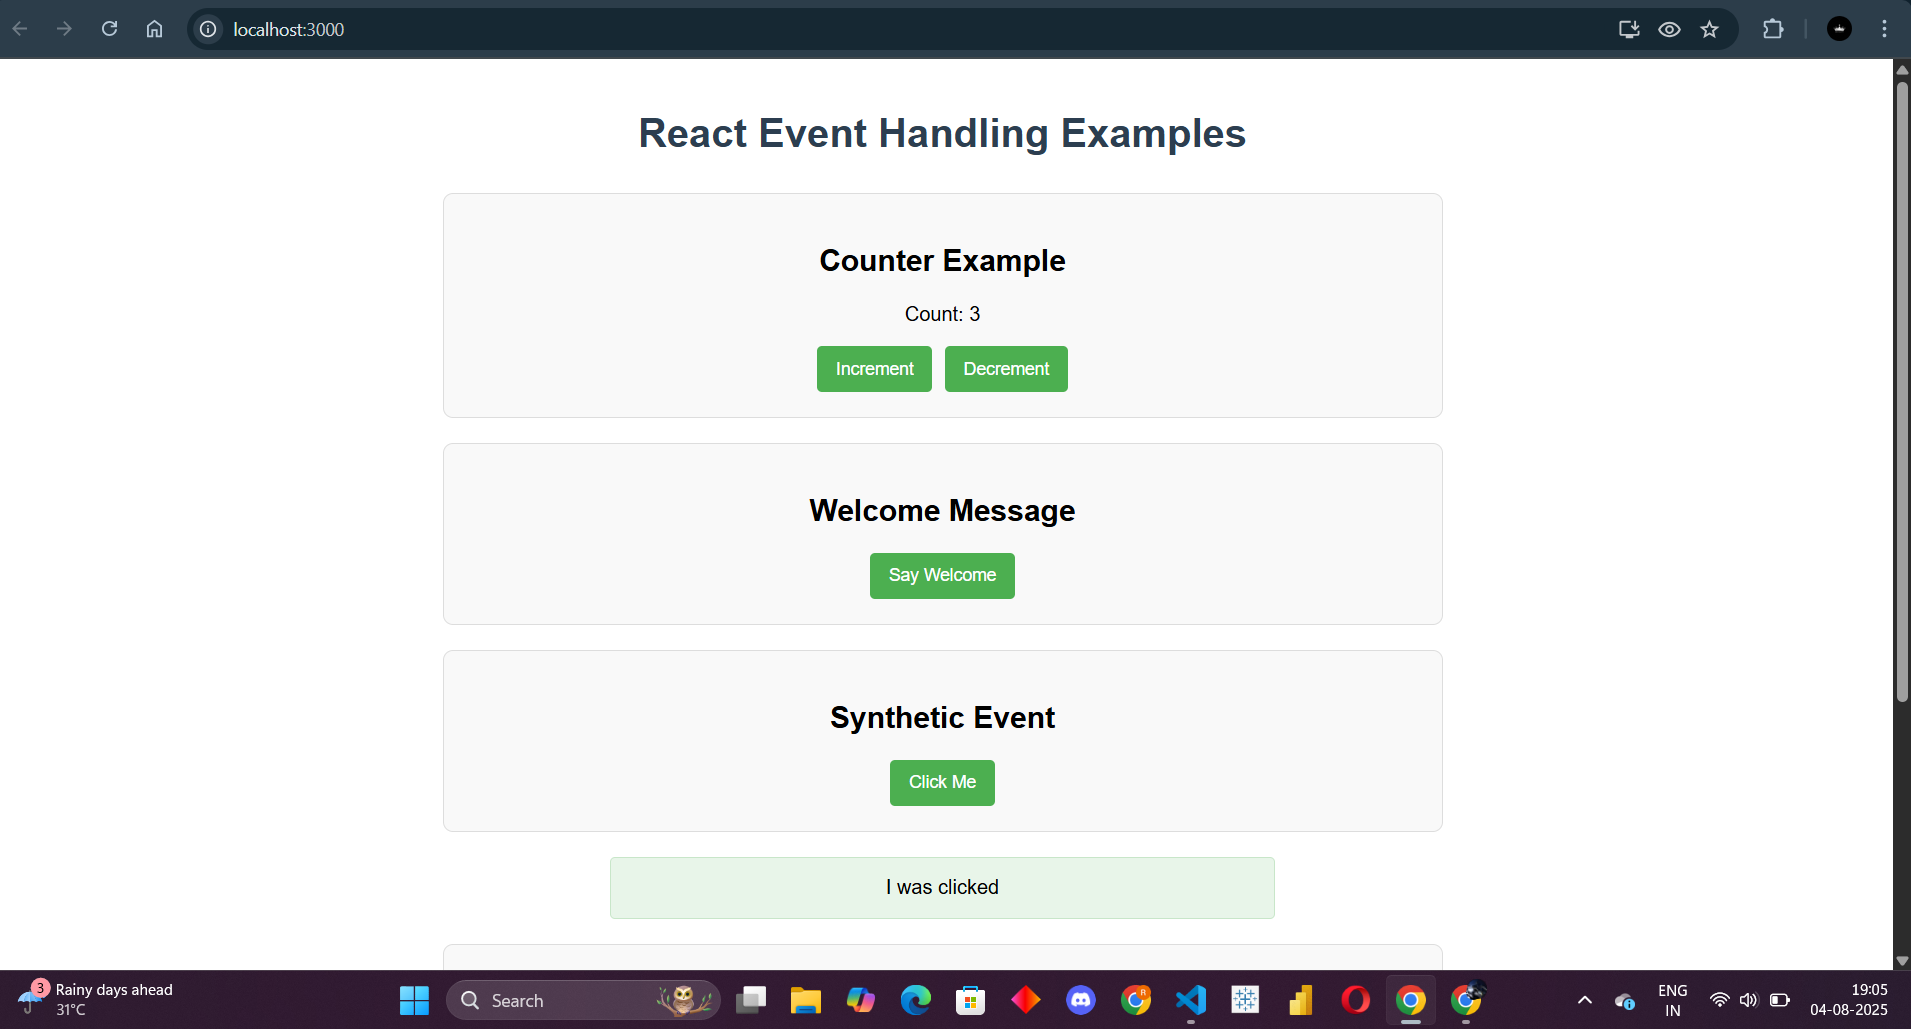 localhost:3000
React Event Handling Examples
Counter Example
Count: 3
Increment Decrement
Welcome Message
Say Welcome
Synthetic Event
Click Me
I was clicked
3
Rainy days ahead
31°C
Search
R
ENG
IN
19:05
04-08-2025